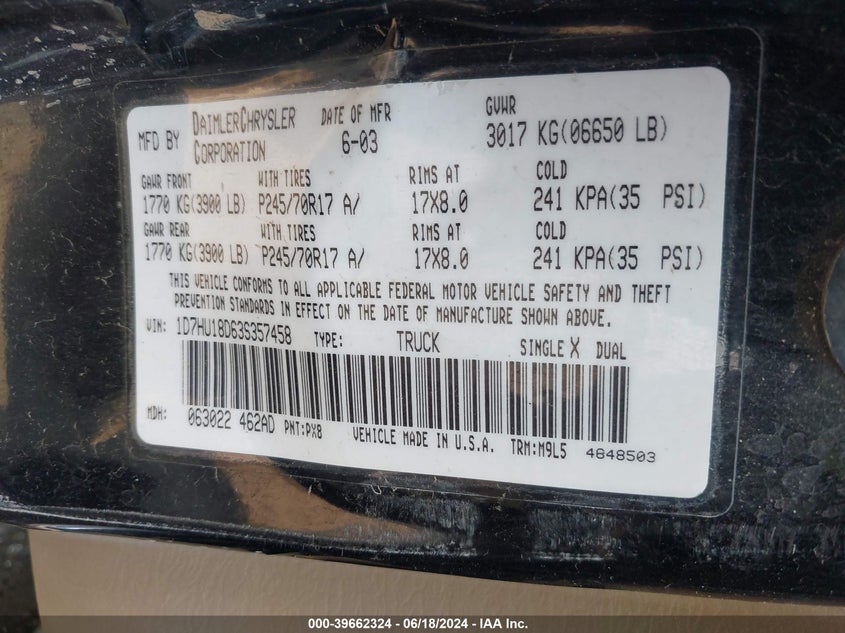 MFD BY DAIMLERCHRYSLER CORPORATION DATE OF MFR 6-03 GVWR 3017 KG(06650 LB)
GAWR FRONT WITH TIRES RIMS AT COLD
1770 KG(3900 LB) P245/70R17 A/ 17X8.0 241 KPA(35 PSI)
GAWR REAR WITH TIRES RIMS AT COLD
1770 KG(3900 LB) P245/70R17 A/ 17X8.0 241 KPA(35 PSI)
THIS VEHICLE CONFORMS TO ALL APPLICABLE FEDERAL MOTOR VEHICLE SAFETY AND THEFT
PREVENTION STANDARDS IN EFFECT ON THE DATE OF MANUFACTURE SHOWN ABOVE.
VIN: 1D7HU18D63S357458 TYPE: TRUCK SINGLE X DUAL
MDH: 063022 462AD PNT:PX8 VEHICLE MADE IN U.S.A. TRM:M9L5 4648503
000-39662324 - 06/18/2024 - IAA Inc.